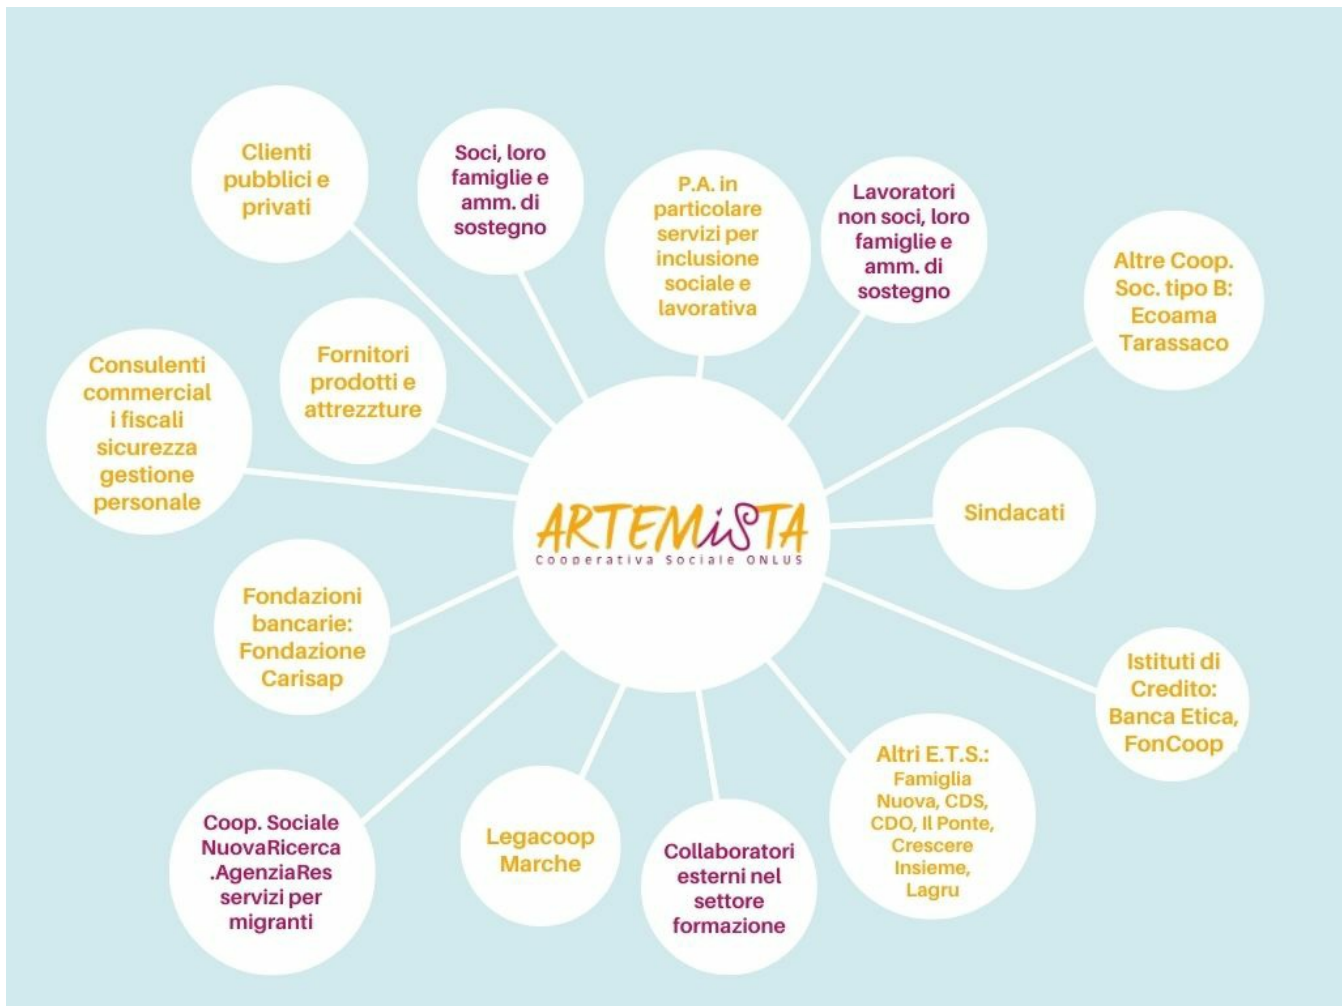 Clienti
pubblici e
privati
Soci, loro
famiglie e
amm. di
sostegno
P.A. in
particolare
servizi per
inclusione
sociale e
lavorativa
Lavoratori
non soci, loro
famiglie e
amm. di
sostegno
Altre Coop.
Soc. tipo B:
Ecoama
Tarassaco
Consulenti
commercial
i fiscali
sicurezza
gestione
personale
Fornitori
prodotti e
attrezzture
ARTEMiSTA
Cooperativa Sociale ONLUS
Sindacati
Fondazioni
bancarie:
Fondazione
Carisap
Istituti di
Credito:
Banca Etica,
FonCoop
Coop. Sociale
NuovaRicerca
.AgenziaRes
servizi per
migranti
Legacoop
Marche
Collaboratori
esterni nel
settore
formazione
Altri E.T.S.:
Famiglia
Nuova, CDS,
CDO, Il Ponte,
Crescere
Insieme,
Lagru